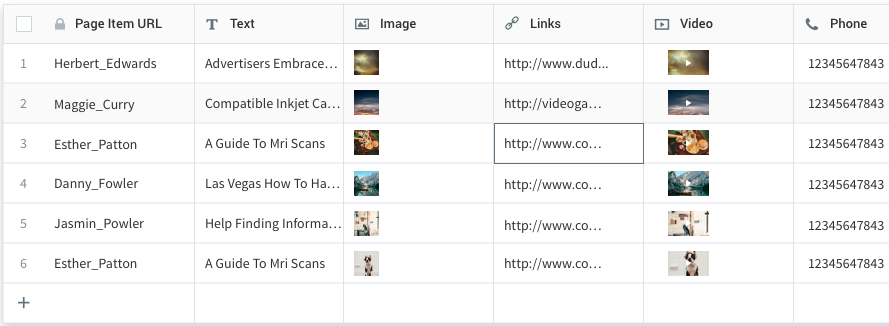 Page Item URL Text Image Links Video Phone
1 Herbert_Edwards Advertisers Embrace... http://www.dud... 12345647843
2 Maggie_Curry Compatible Inkjet Ca... http://videoga... 12345647843
3 Esther_Patton A Guide To Mri Scans http://www.co... 12345647843
4 Danny_Fowler Las Vegas How To Ha... http://www.co... 12345647843
5 Jasmin_Powler Help Finding Informa... http://www.co... 12345647843
6 Esther_Patton A Guide To Mri Scans http://www.co... 12345647843
+